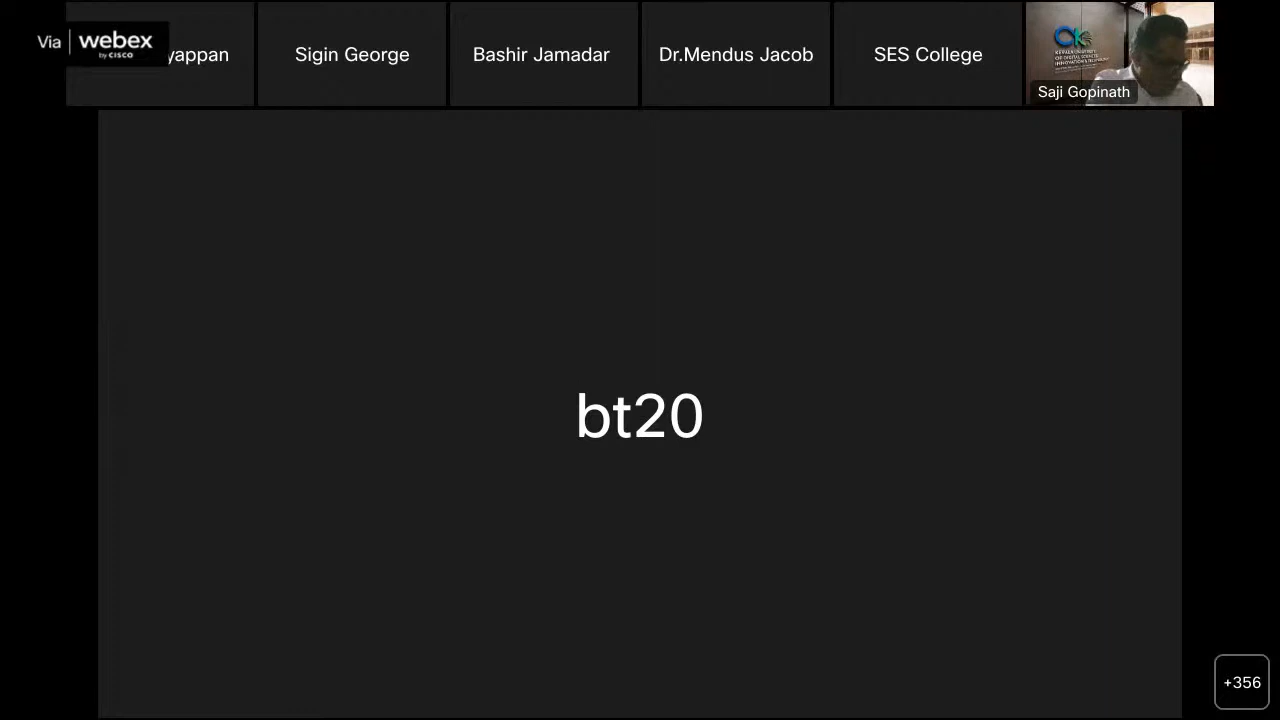 Via webex
by CISCO
yappan
Sigin George
Bashir Jamadar
Dr.Mendus Jacob
SES College
Saji Gopinath
bt20
+356